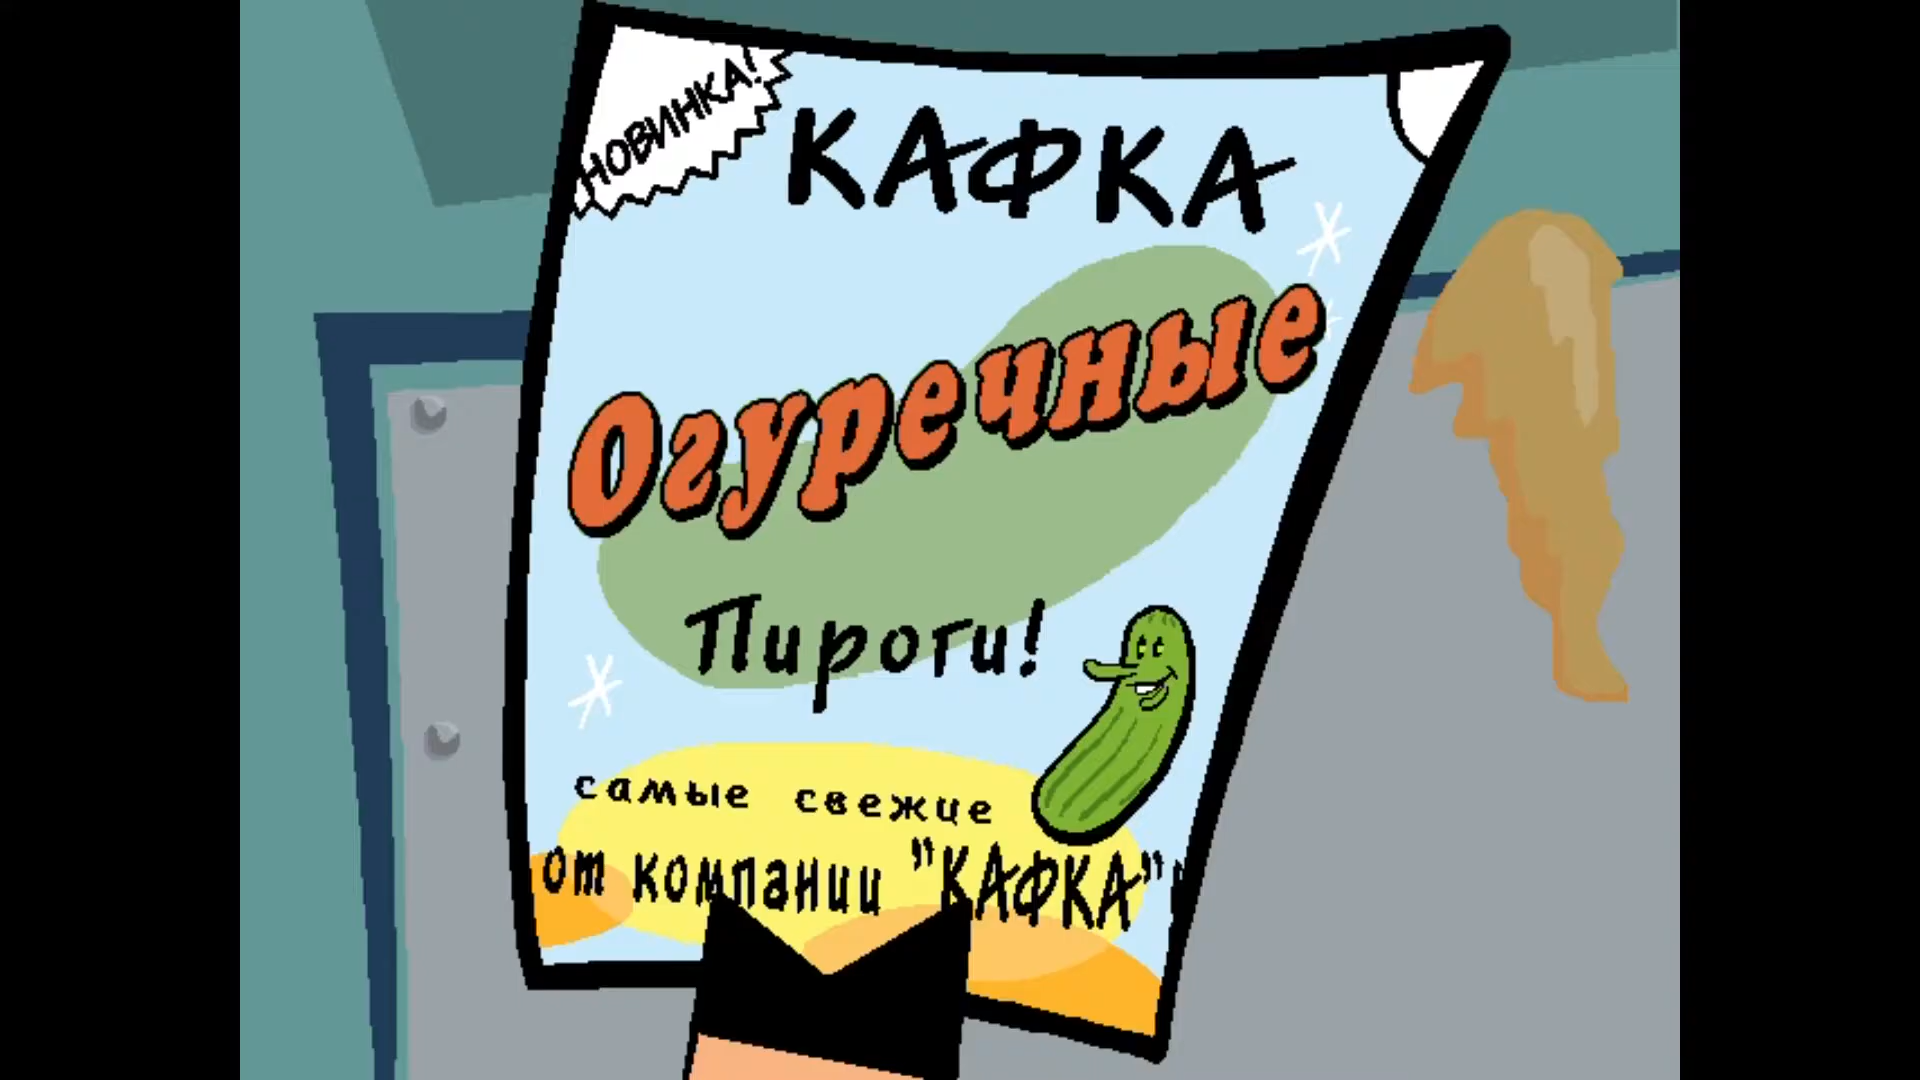 НОВИНКА!
КАФКА
Огуречные
Пироги!
самые свежие
от компании "КАФКА"